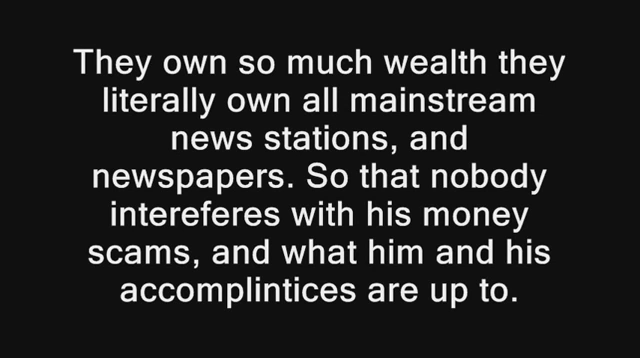 They own so much wealth they
literally own all mainstream
news stations, and
newspapers. So that nobody
intereferes with his money
scams, and what him and his
accomplintices are up to.